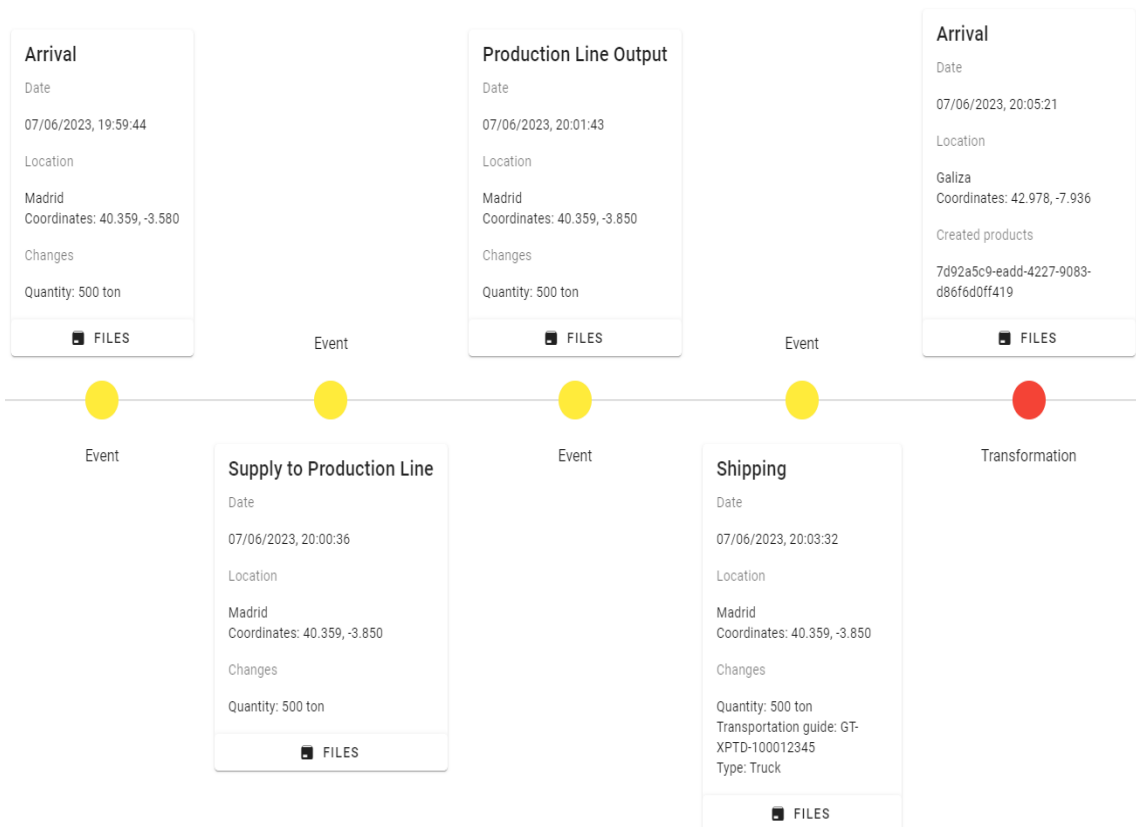 Arrival
Date
07/06/2023, 19:59:44
Location
Madrid
Coordinates: 40.359, -3.580
Changes
Quantity: 500 ton
FILES
Event
Event
Supply to Production Line
Date
07/06/2023, 20:00:36
Location
Madrid
Coordinates: 40.359, -3.850
Changes
Quantity: 500 ton
FILES
Production Line Output
Date
07/06/2023, 20:01:43
Location
Madrid
Coordinates: 40.359, -3.850
Changes
Quantity: 500 ton
FILES
Event
Event
Shipping
Date
07/06/2023, 20:03:32
Location
Madrid
Coordinates: 40.359, -3.850
Changes
Quantity: 500 ton
Transportation guide: GT-
XPTD-100012345
Type: Truck
FILES
Arrival
Date
07/06/2023, 20:05:21
Location
Galiza
Coordinates: 42.978, -7.936
Created products
7d92a5c9-eadd-4227-9083-
d86f6d0ff419
FILES
Transformation